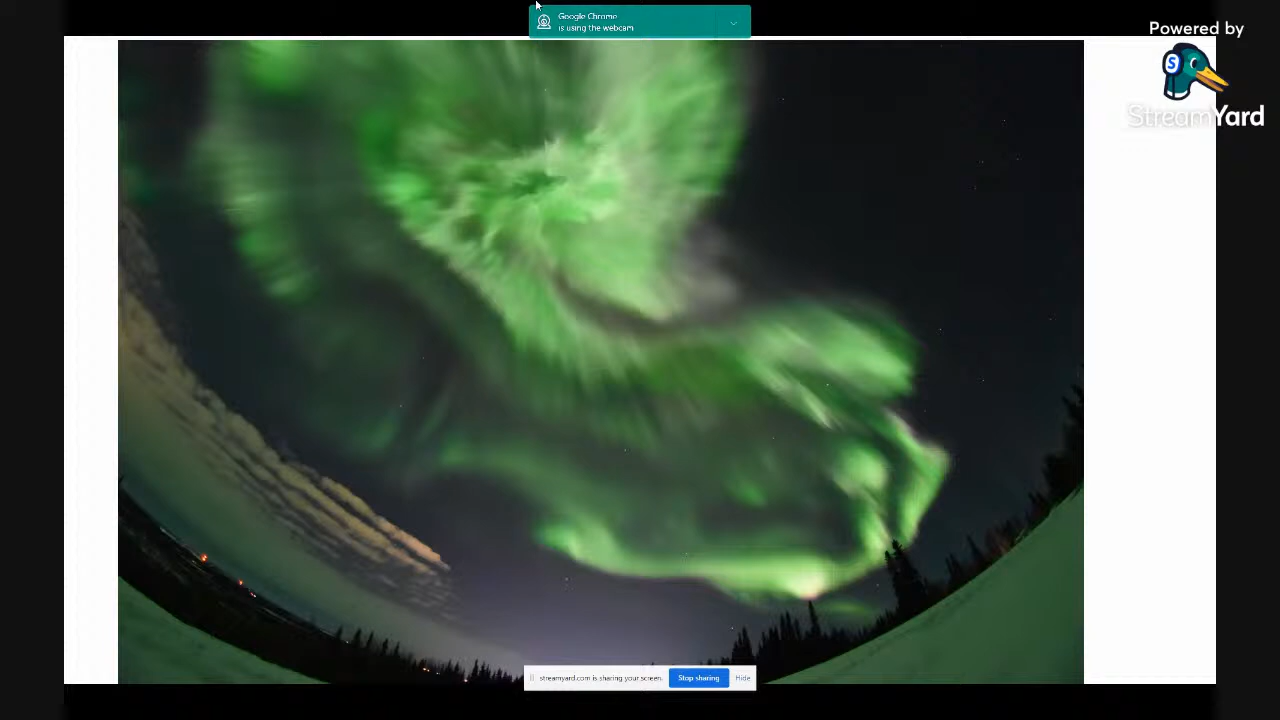 Google Chrome
is using the webcam
Powered by
S
StreamYard
streamyard.com is sharing your screen.
Stop sharing
Hide